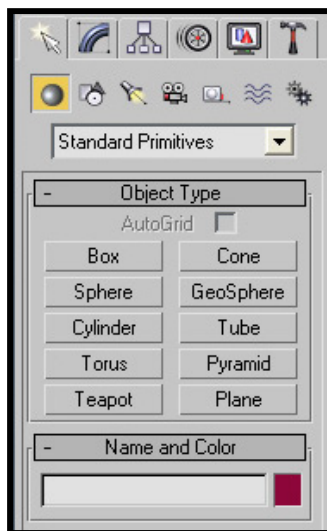 Standard Primitives
- Object Type
AutoGrid
Box Cone
Sphere GeoSphere
Cylinder Tube
Torus Pyramid
Teapot Plane
- Name and Color